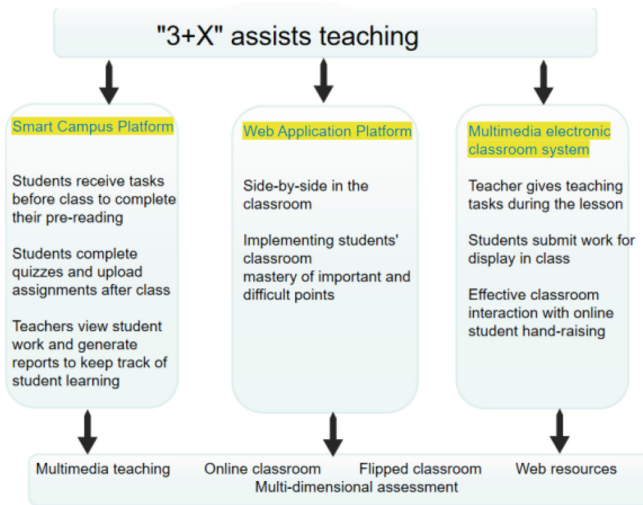 "3+X" assists teaching
Smart Campus Platform
Students receive tasks
before class to complete
their pre-reading
Students complete
quizzes and upload
assignments after class
Teachers view student
work and generate
reports to keep track of
student learning
Web Application Platform
Side-by-side in the
classroom
Implementing students'
classroom
mastery of important and
difficult points
Multimedia electronic
classroom system
Teacher gives teaching
tasks during the lesson
Students submit work for
display in class
Effective classroom
interaction with online
student hand-raising
Multimedia teaching Online classroom Flipped classroom Web resources
Multi-dimensional assessment